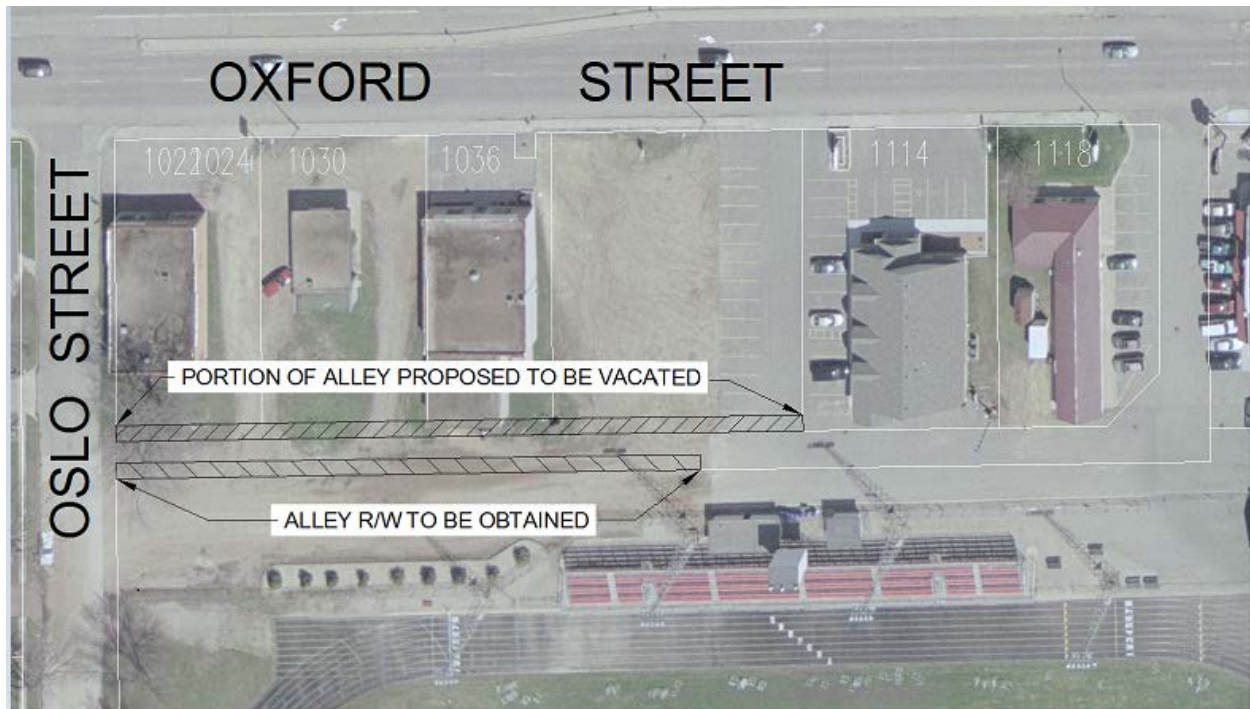 OXFORD STREET
1022 1024 1030 1036 1114 1118
OSLO STREET
PORTION OF ALLEY PROPOSED TO BE VACATED
ALLEY R/W TO BE OBTAINED